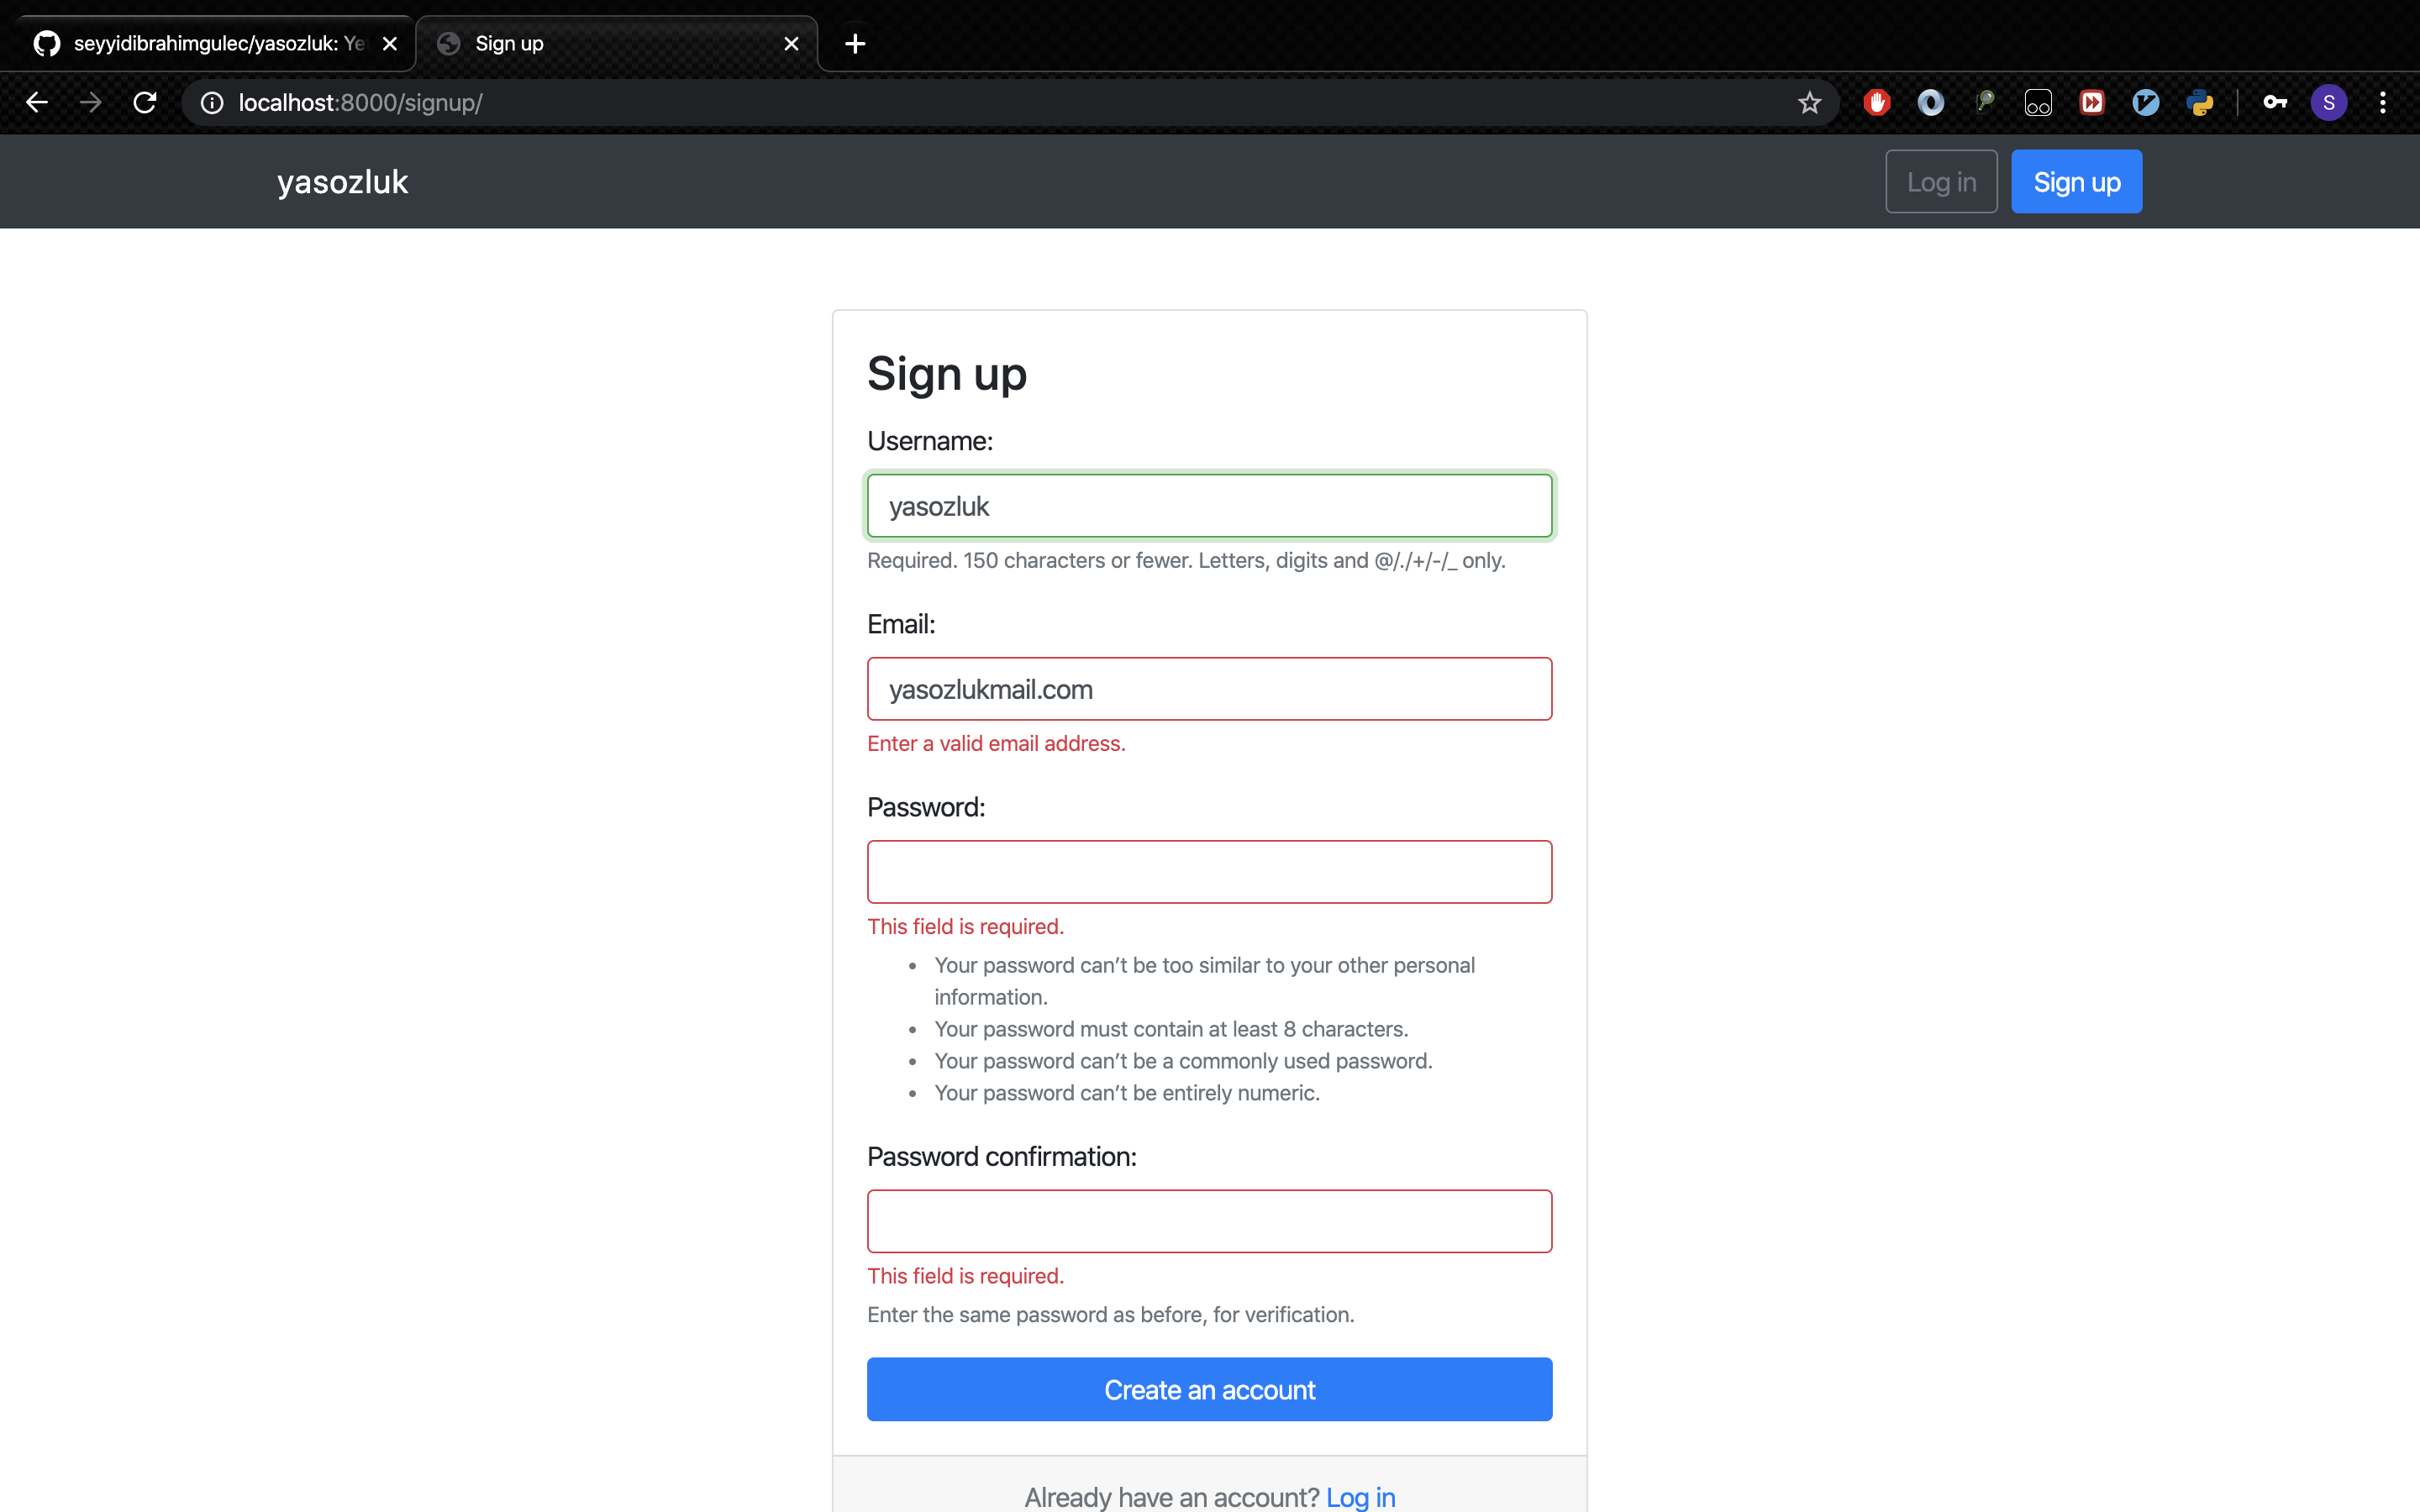 seyyidibrahimgulec/yasozluk: Ye
Sign up
localhost:8000/signup/
S
yasozluk
Log in
Sign up
Sign up
Username:
yasozluk
Required. 150 characters or fewer. Letters, digits and @/./+/-/_ only.
Email:
yasozlukmail.com
Enter a valid email address.
Password:
This field is required.
• Your password can’t be too similar to your other personal
information.
• Your password must contain at least 8 characters.
• Your password can’t be a commonly used password.
• Your password can’t be entirely numeric.
Password confirmation:
This field is required.
Enter the same password as before, for verification.
Create an account
Already have an account? Log in